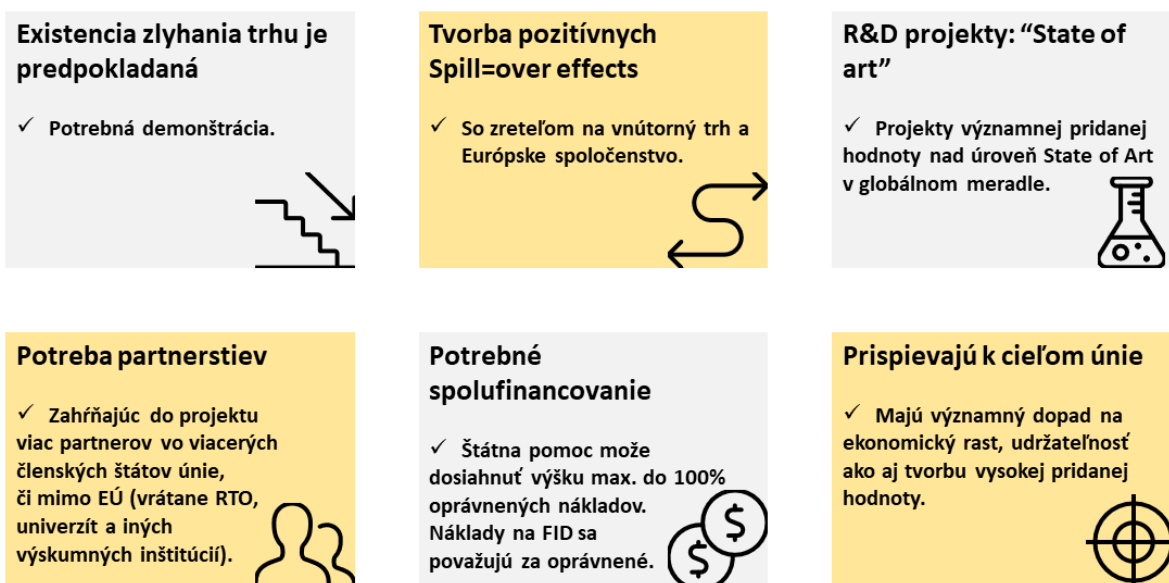 Existencia zlyhania trhu je
predpokladaná
✓ Potrebná demonštrácia.
Tvorba pozitívnych
Spill=over effects
✓ So zreteľom na vnútorný trh a
Európske spoločenstvo.
R&D projekty: “State of
art”
✓ Projekty významnej pridanej
hodnoty nad úroveň State of Art
v globálnom meradle.
Potreba partnerstiev
✓ Zahŕňajúc do projektu
viac partnerov vo viacerých
členských štátov únie,
či mimo EÚ (vrátane RTO,
univerzít a iných
výskumných inštitúcií).
Potrebné
spolufinancovanie
✓ Štátna pomoc može
dosiahnuť výšku max. do 100%
oprávnených nákladov.
Náklady na FID sa
považujú za oprávnené.
$
$
Prispievajú k cieľom únie
✓ Majú významný dopad na
ekonomický rast, udržateľnosť
ako aj tvorbu vysokej pridanej
hodnoty.